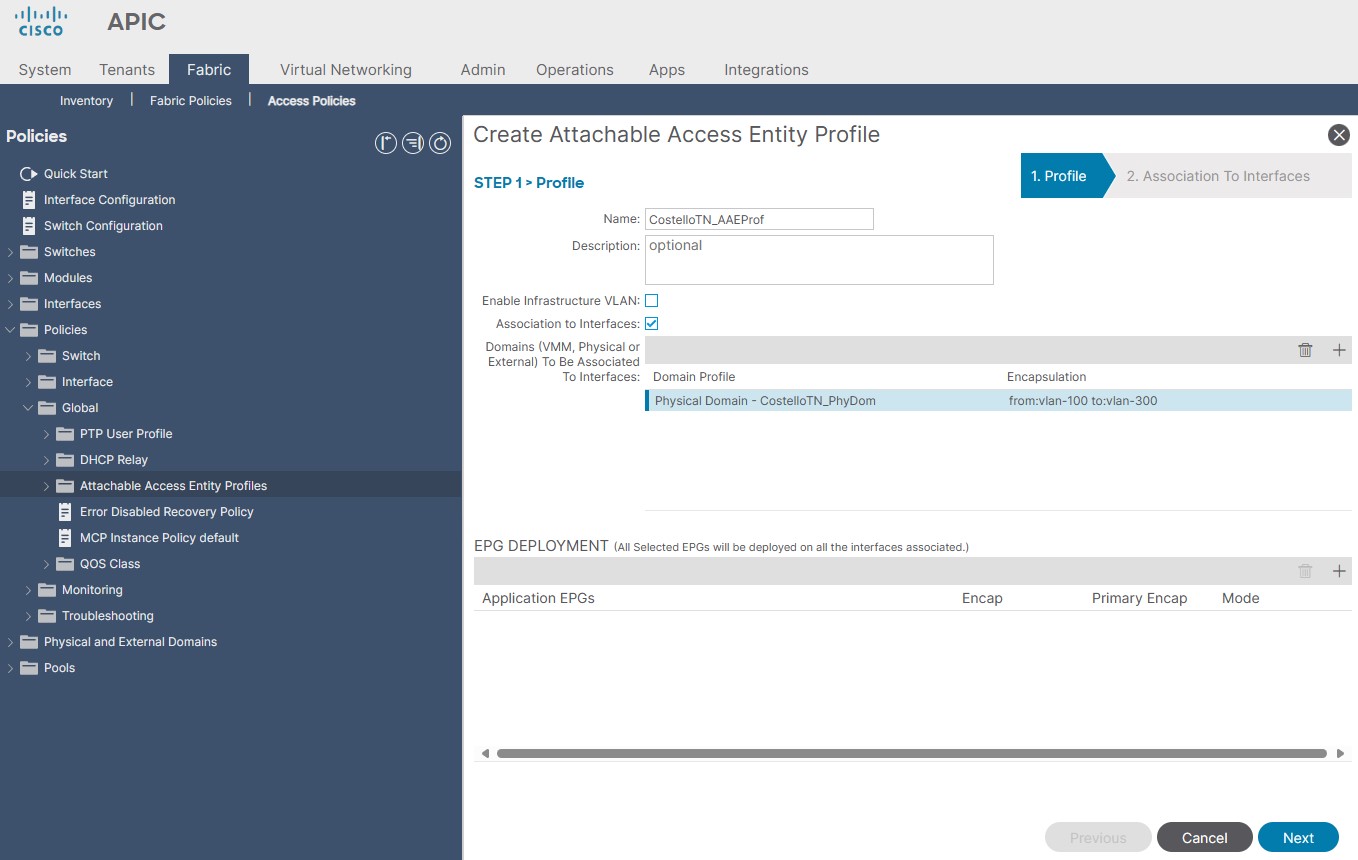 CISCO
APIC
System Tenants Fabric Virtual Networking Admin Operations Apps Integrations
Inventory Fabric Policies Access Policies
Policies
Quick Start
Interface Configuration
Switch Configuration
Switches
Modules
Interfaces
Policies
Switch
Interface
Global
PTP User Profile
DHCP Relay
Attachable Access Entity Profiles
Error Disabled Recovery Policy
MCP Instance Policy default
QOS Class
Monitoring
Troubleshooting
Physical and External Domains
Pools
Create Attachable Access Entity Profile
STEP 1 > Profile
1. Profile 2. Association To Interfaces
Name: CostelloTN_AAEProf
Description: optional
Enable Infrastructure VLAN:
Association to Interfaces:
Domains (VMM, Physical or
External) To Be Associated
To Interfaces:
Domain Profile Encapsulation
Physical Domain - CostelloTN_PhyDom from:vlan-100 to:vlan-300
EPG DEPLOYMENT (All Selected EPGs will be deployed on all the interfaces associated.)
Application EPGs Encap Primary Encap Mode
Previous Cancel Next